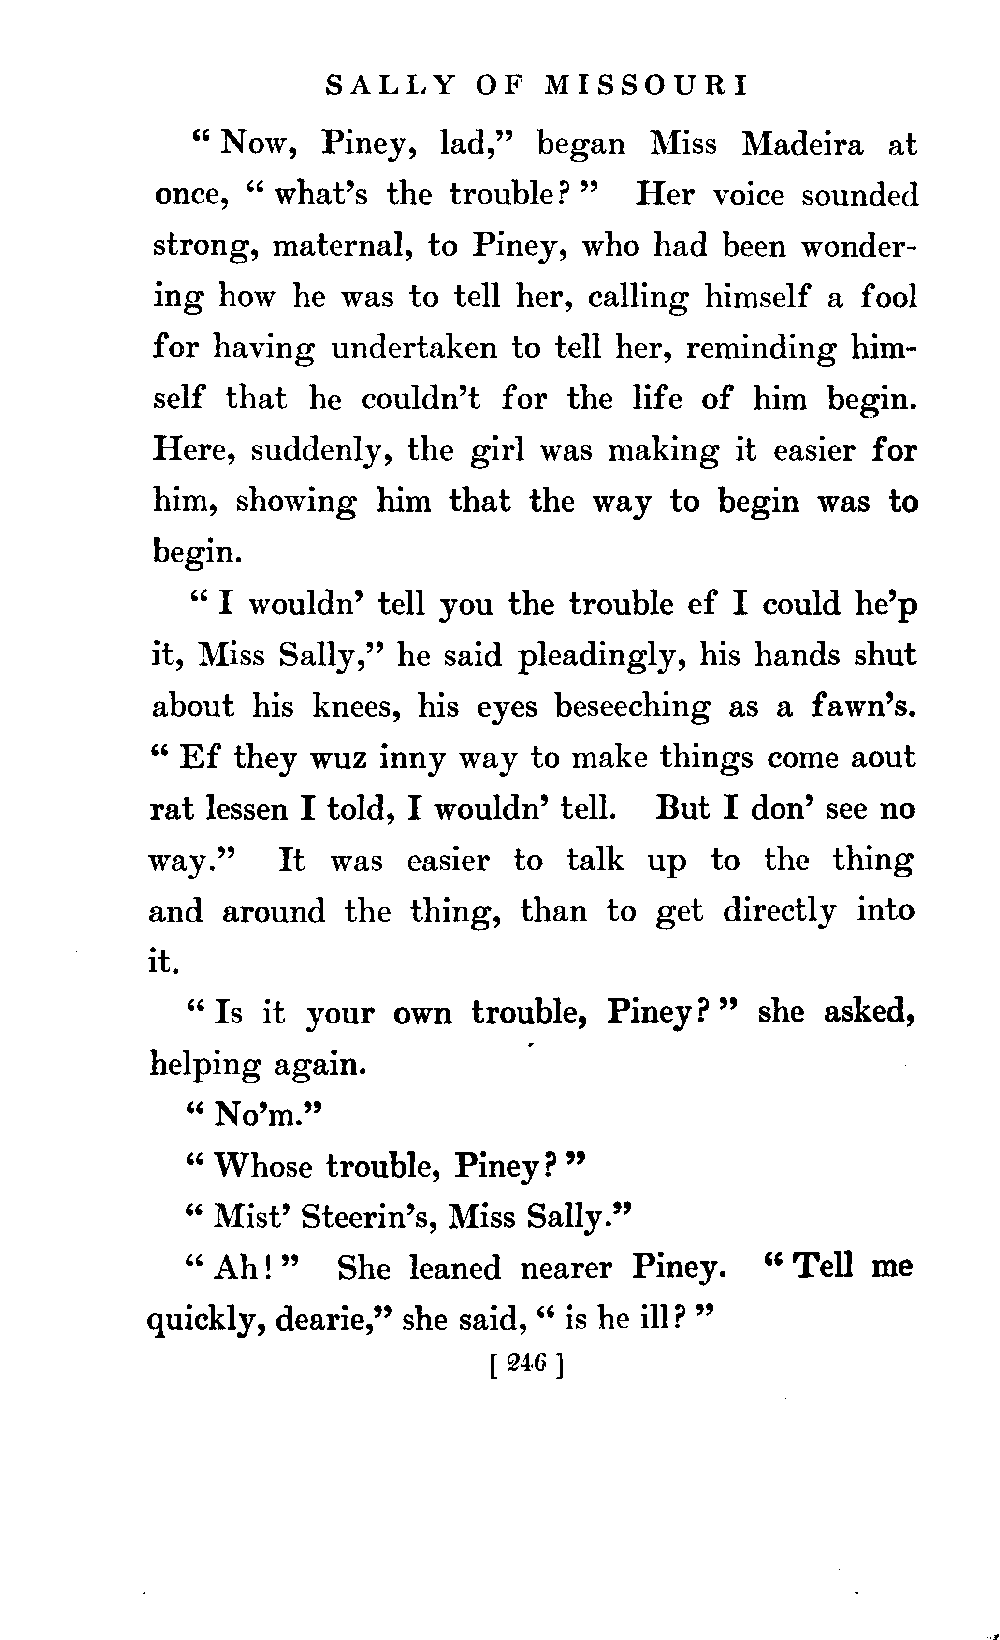 SALLY OF MISSOURI
“ Now, Piney, lad,” began Miss Madeira at
once, “ what’s the trouble? ” Her voice sounded
strong, maternal, to Piney, who had been wonder-
ing how he was to tell her, calling himself a fool
for having undertaken to tell her, reminding him-
self that he couldn’t for the life of him begin.
Here, suddenly, the girl was making it easier for
him, showing him that the way to begin was to
begin.
“ I wouldn’ tell you the trouble ef I could he’p
it, Miss Sally,” he said pleadingly, his hands shut
about his knees, his eyes beseeching as a fawn’s.
“ Ef they wuz inny way to make things come aout
rat lessen I told, I wouldn’ tell. But I don’ see no
way.” It was easier to talk up to the thing
and around the thing, than to get directly into
it.
“ Is it your own trouble, Piney? ” she asked,
helping again.
“ No’m.”
“ Whose trouble, Piney? ”
“ Mist’ Steerin’s, Miss Sally.”
“ Ah! ” She leaned nearer Piney. “ Tell me
quickly, dearie,” she said, “ is he ill? ”
[ 246 ]